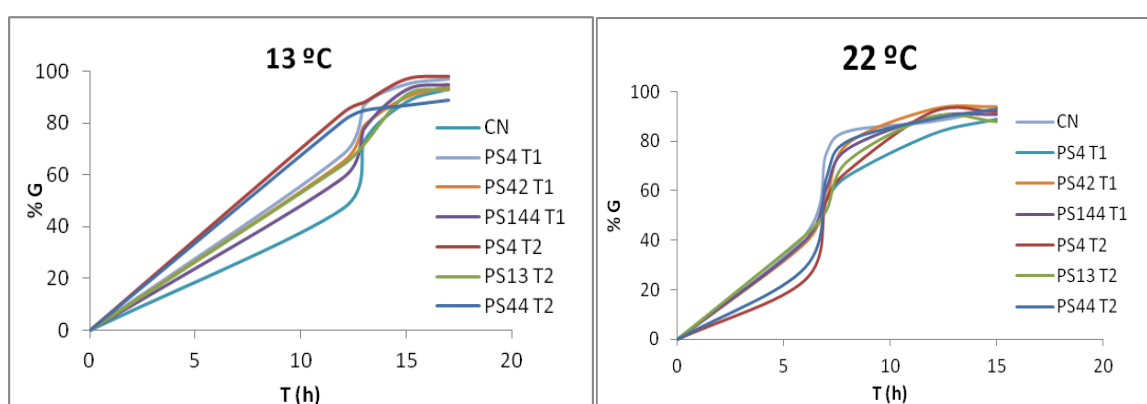 13 ºC
100
80
60
40
20
0
% G
0 5 10 15 20
T (h)
CN
PS4 T1
PS42 T1
PS144 T1
PS4 T2
PS13 T2
PS44 T2
22 ºC
100
80
60
40
20
0
% G
0 5 10 15 20
T (h)
CN
PS4 T1
PS42 T1
PS144 T1
PS4 T2
PS13 T2
PS44 T2